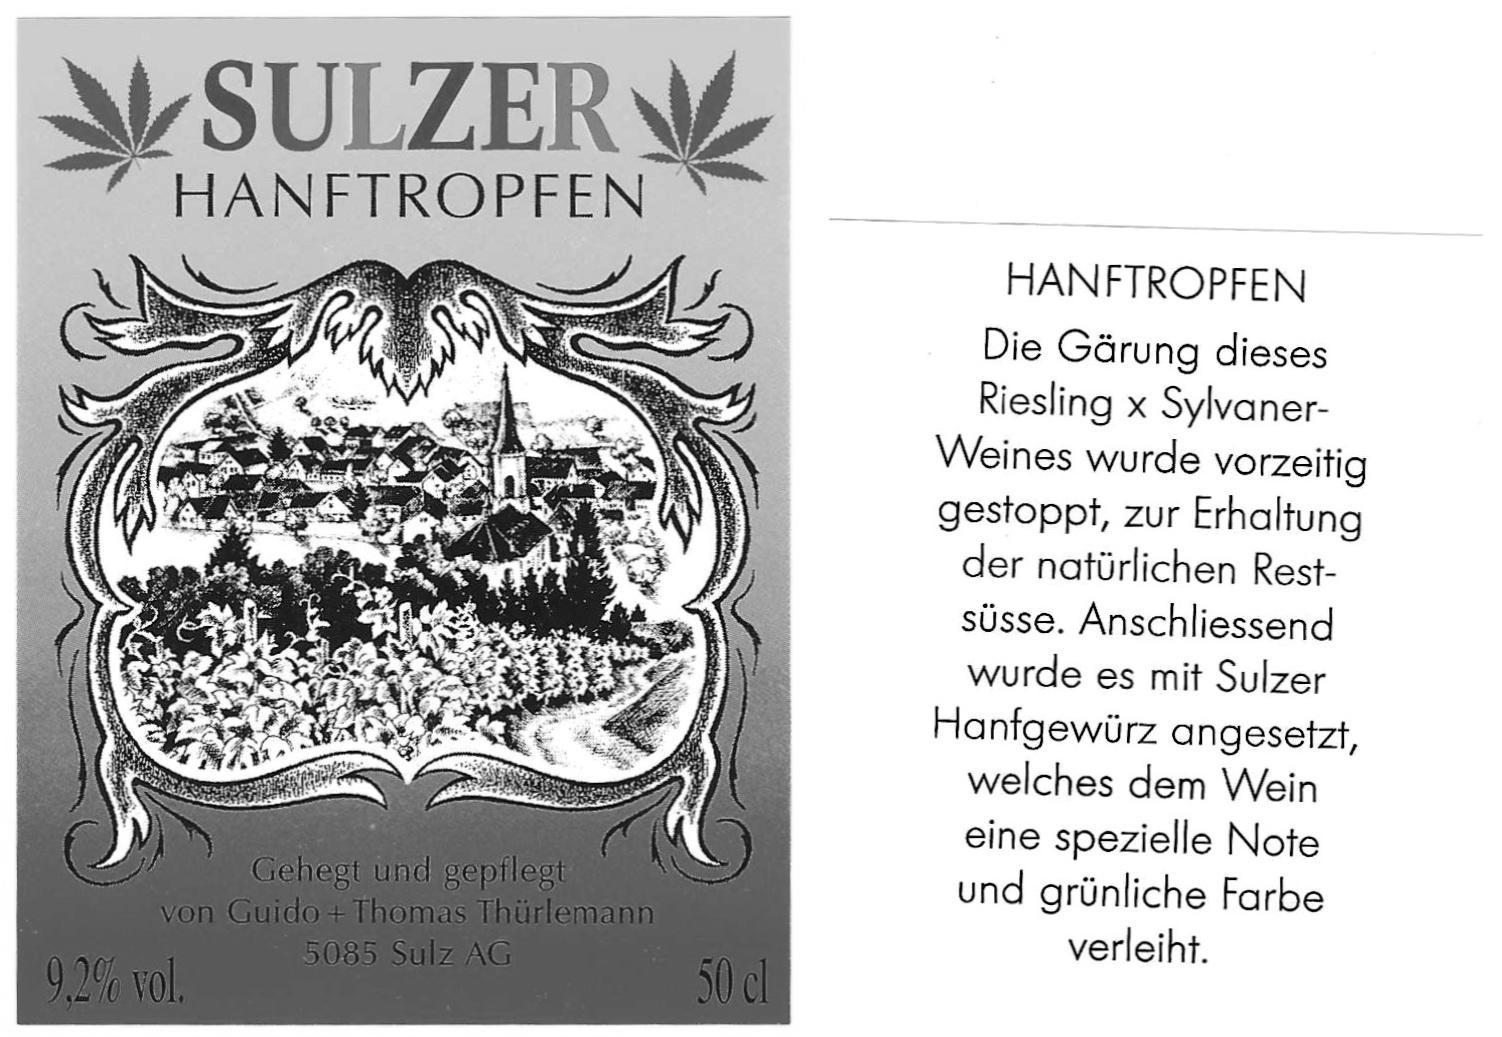 SULZER
HANFTROPFEN
Gehegt und gepflegt
von Guido + Thomas Thürlemann
5085 Sulz AG
9,2% vol.
50 cl
HANFTROPFEN
Die Gärung dieses
Riesling x Sylvaner-
Weines wurde vorzeitig
gestoppt, zur Erhaltung
der natürlichen Rest-
süsse. Anschliessend
wurde es mit Sulzer
Hanfgewürz angesetzt,
welches dem Wein
eine spezielle Note
und grünliche Farbe
verleiht.